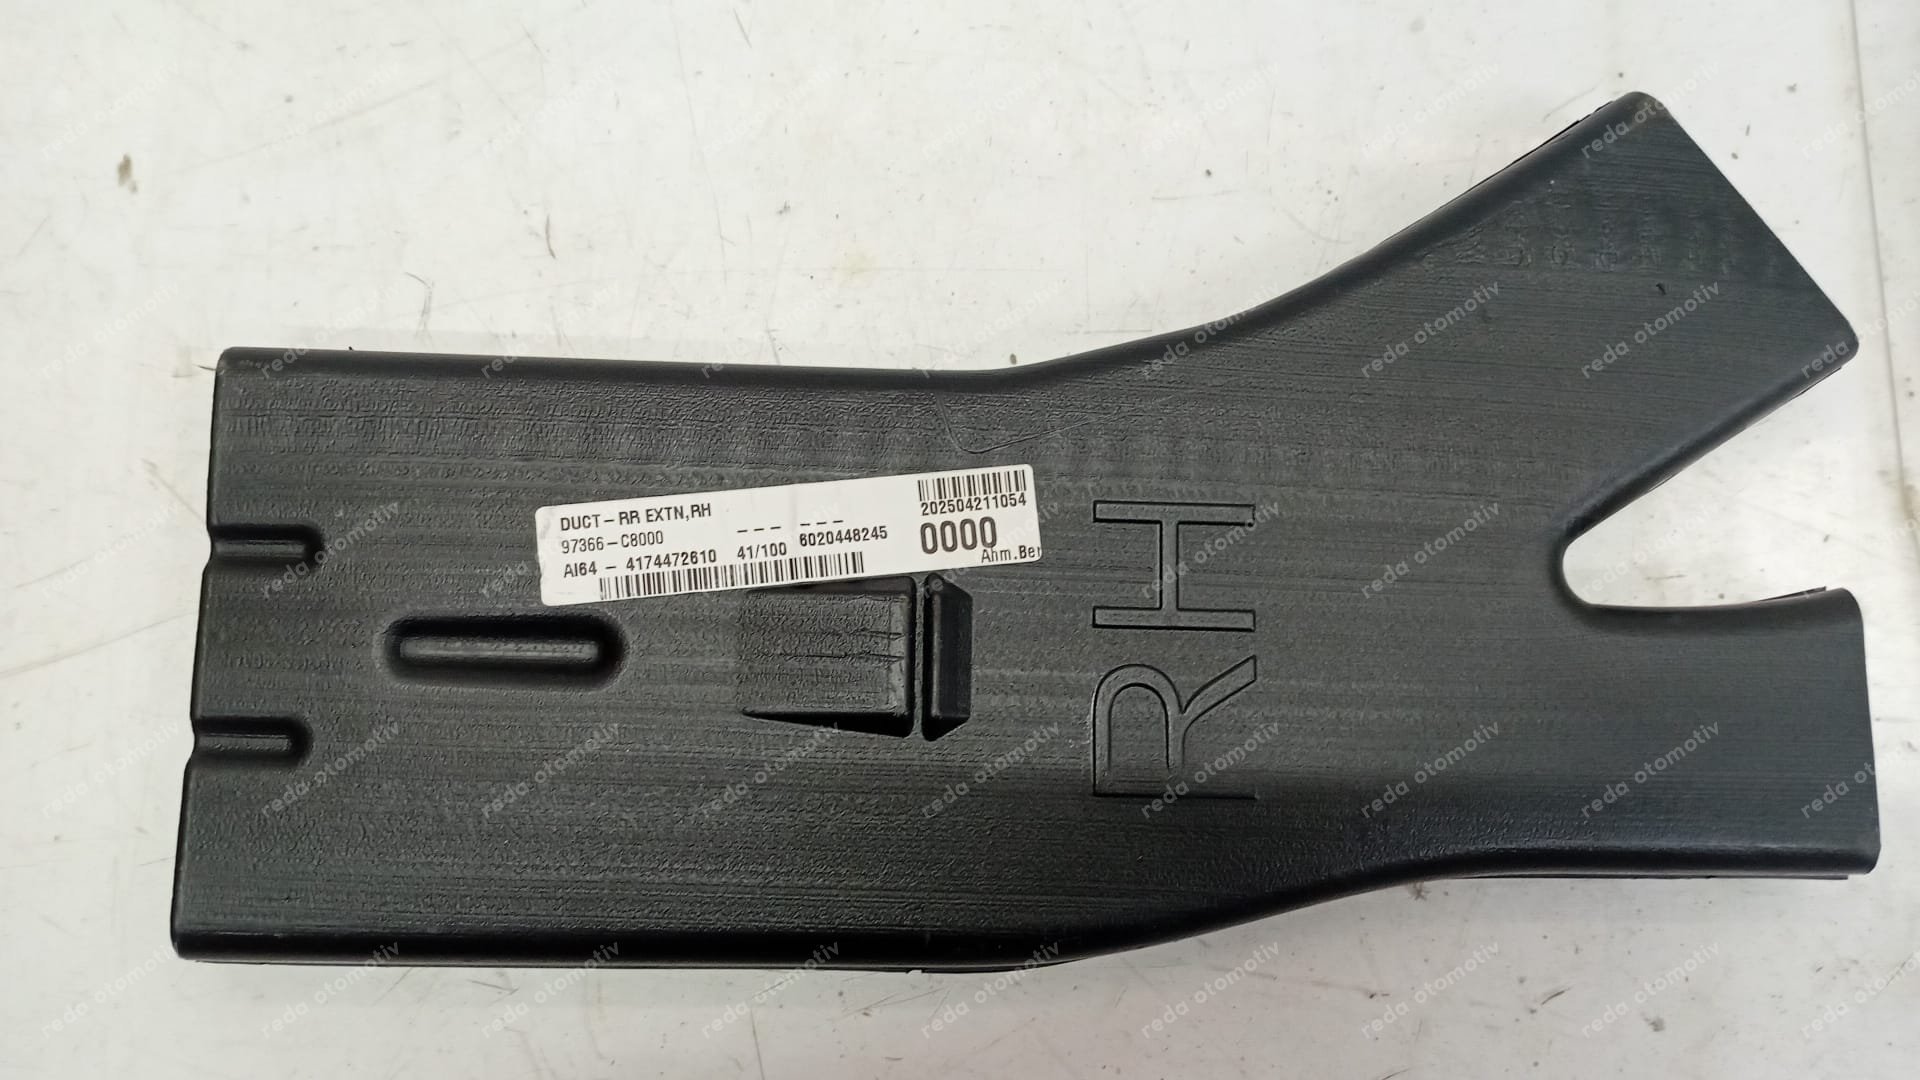 DUCT-RR EXTN,RH
97366-C8000
--- ---
AI64 - 4174472610 41/100 6020448245
202504211054
0000
Ahm.Ber
RH
reda otomotiv